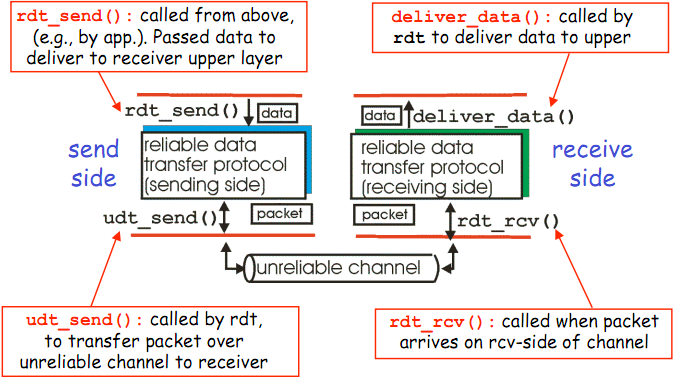 rdt_send(): called from above,
(e.g., by app.). Passed data to
deliver to receiver upper layer
deliver_data(): called by
rdt to deliver data to upper
rdt_send()
data
data
deliver_data()
send
side
reliable data
transfer protocol
(sending side)
reliable data
transfer protocol
(receiving side)
receive
side
udt_send()
packet
packet
rdt_rcv()
unreliable channel
udt_send(): called by rdt,
to transfer packet over
unreliable channel to receiver
rdt_rcv(): called when packet
arrives on rcv-side of channel